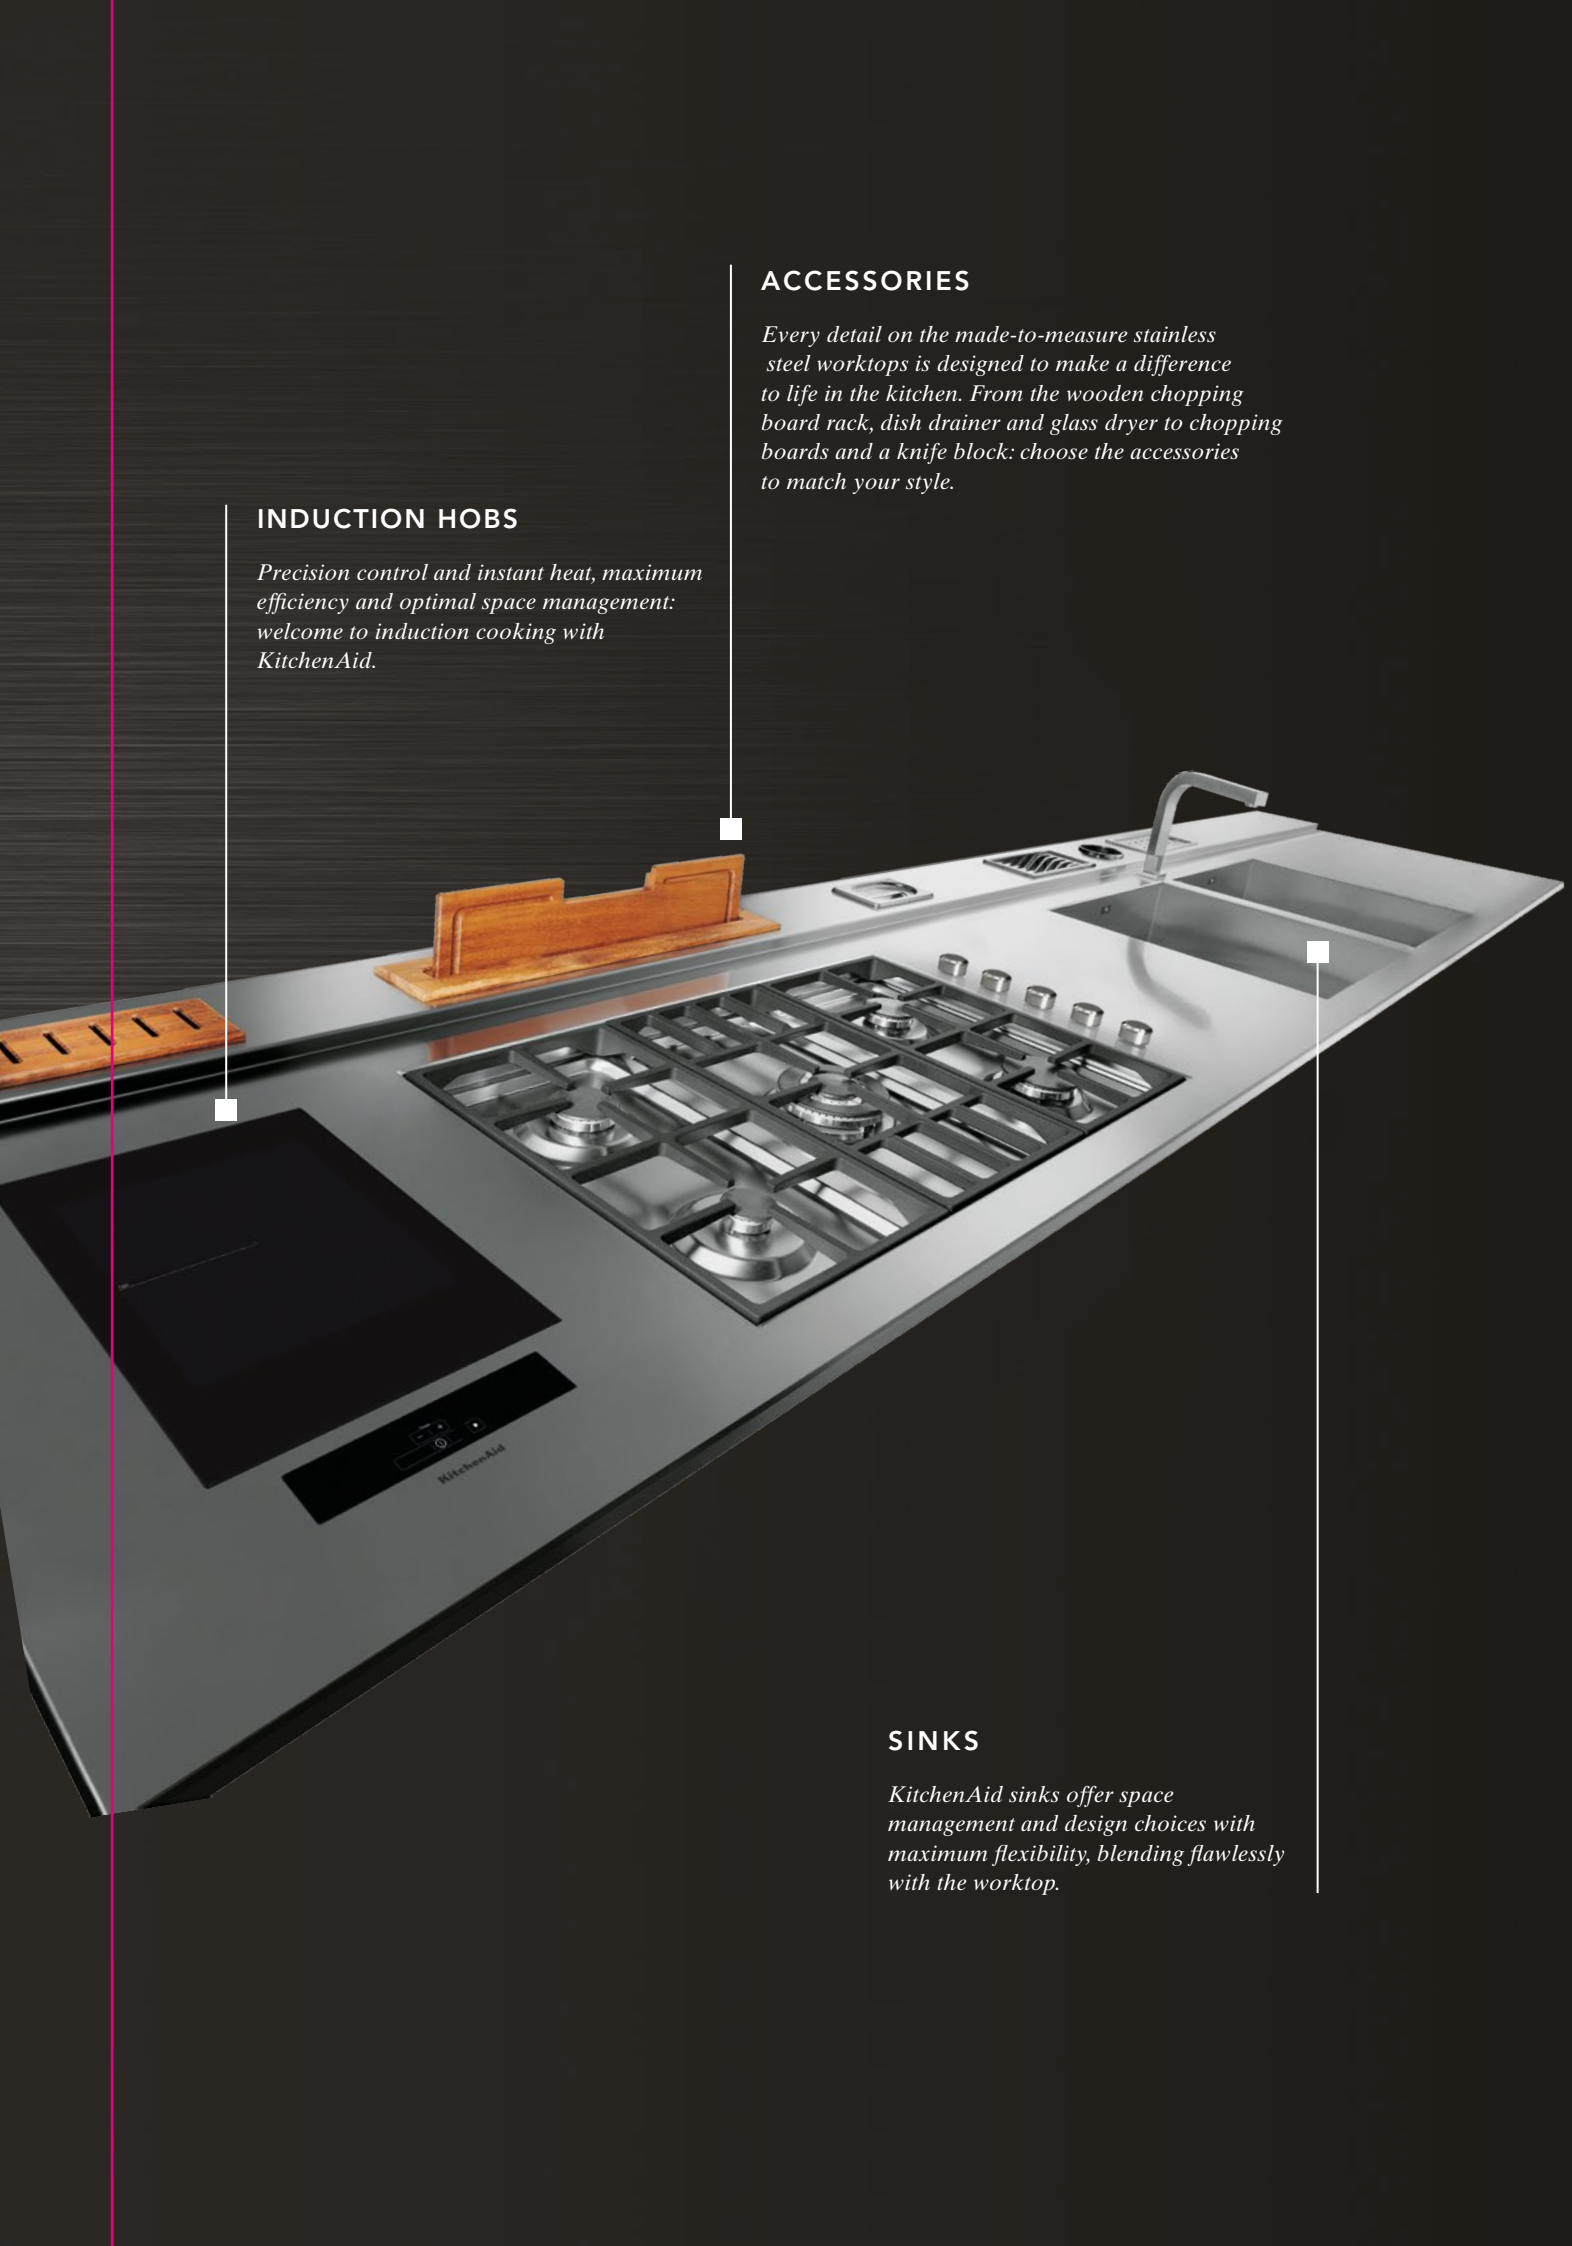 ACCESSORIES
Every detail on the made-to-measure stainless
steel worktops is designed to make a difference
to life in the kitchen. From the wooden chopping
board rack, dish drainer and glass dryer to chopping
boards and a knife block: choose the accessories
to match your style.
INDUCTION HOBS
Precision control and instant heat, maximum
efficiency and optimal space management:
welcome to induction cooking with
KitchenAid.
KitchenAid
SINKS
KitchenAid sinks offer space
management and design choices with
maximum flexibility, blending flawlessly
with the worktop.